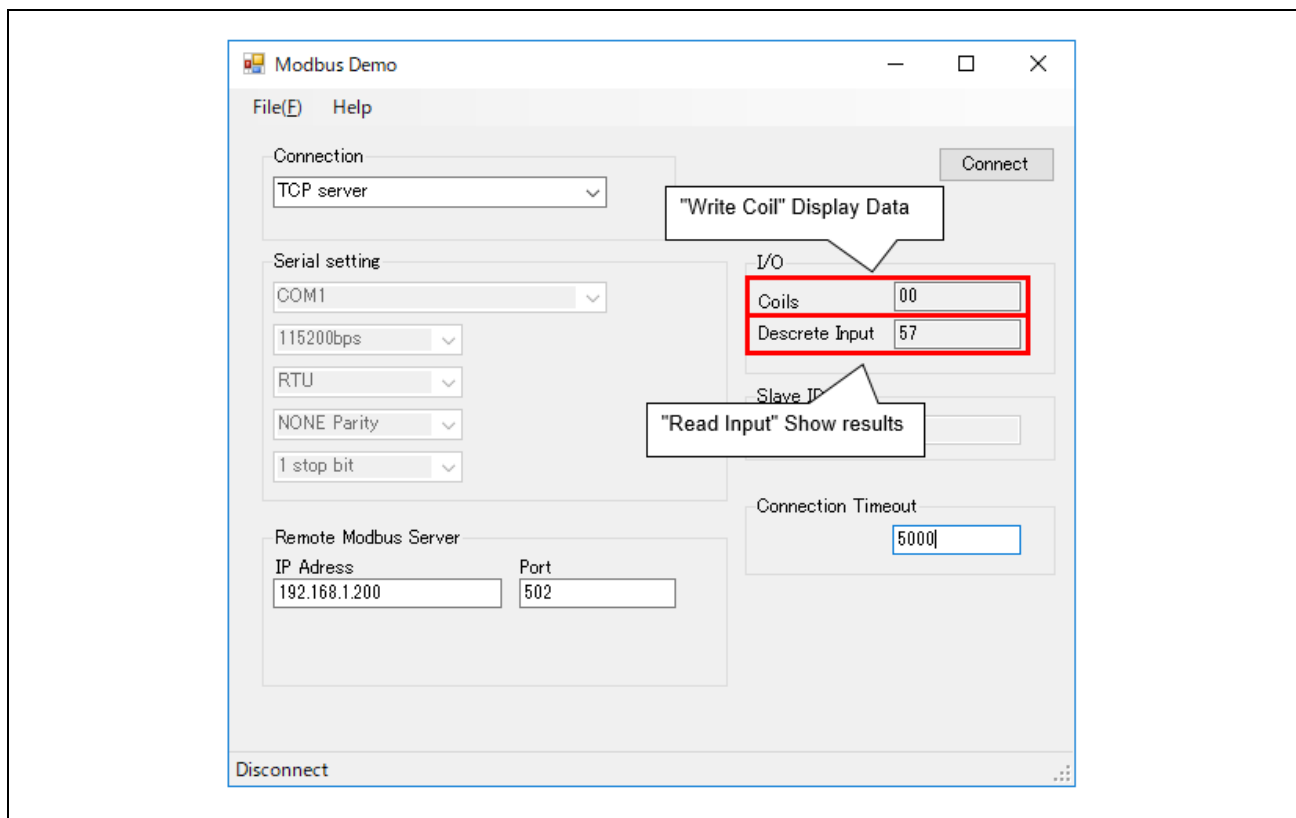 Modbus Demo
File(F) Help
Connection
TCP server
Connect
"Write Coil" Display Data
Serial setting
COM1
115200bps
RTU
NONE Parity
1 stop bit
I/O
Coils 00
Descrete Input 57
Slave ID
"Read Input" Show results
Connection Timeout
5000
Remote Modbus Server
IP Adress Port
192.168.1.200 502
Disconnect